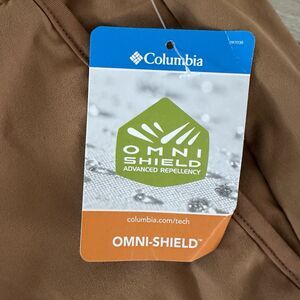 Columbia
OMNI
SHIELD
ADVANCED REPELLENCY
columbia.com/tech
OMNI-SHIELD™